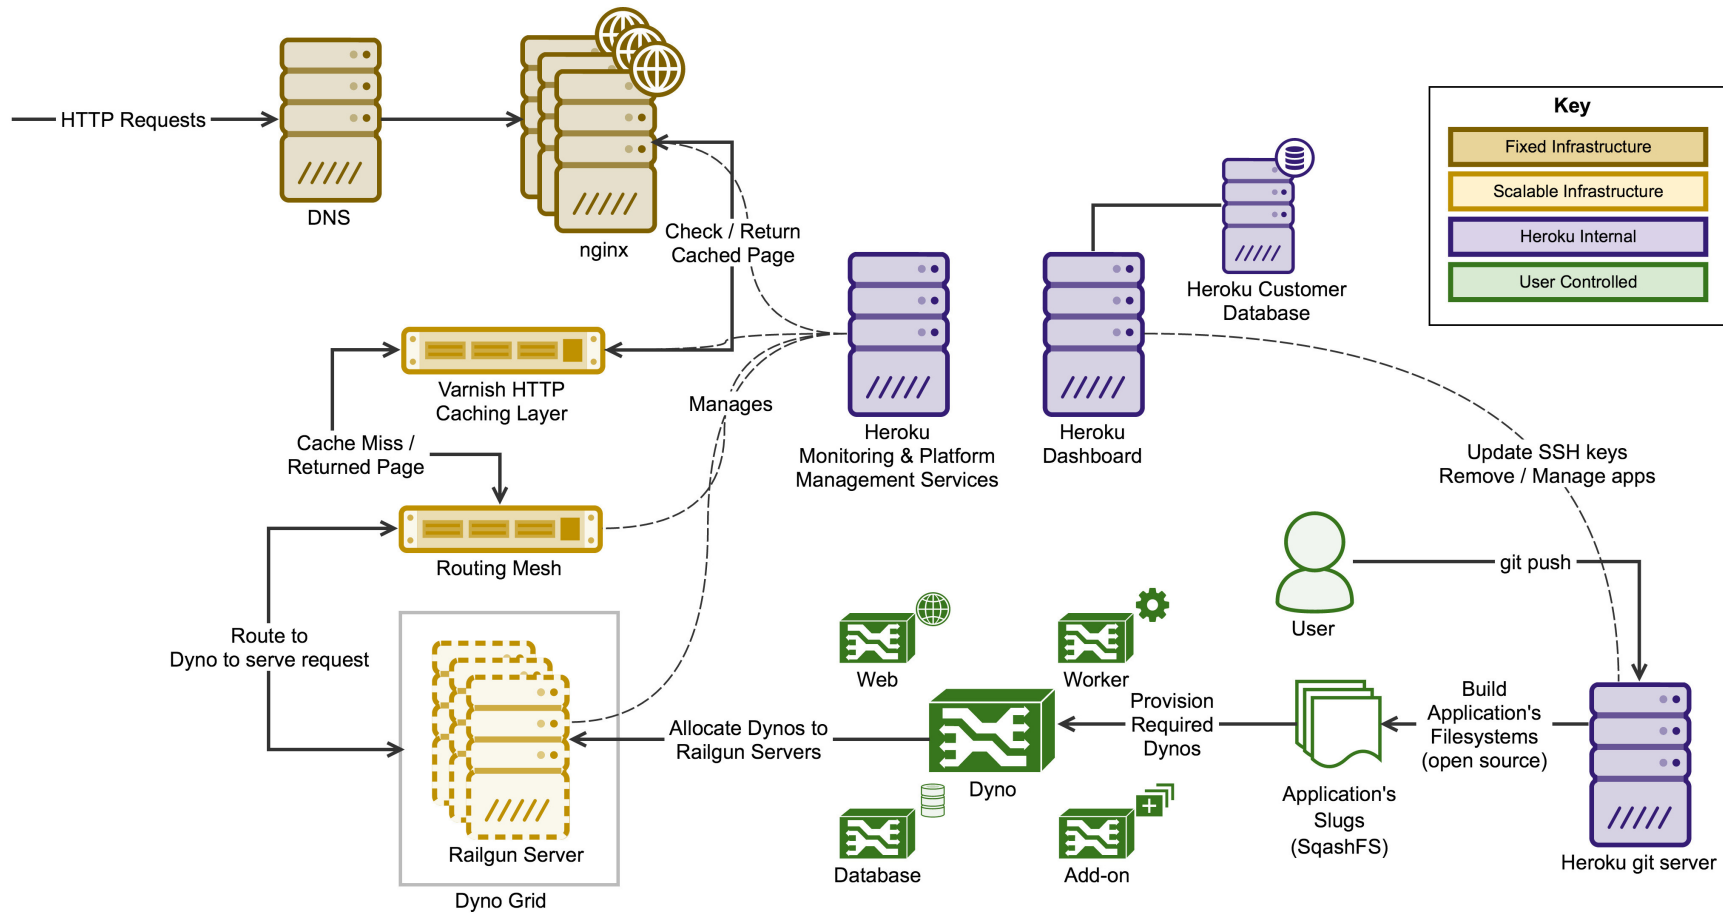 HTTP Requests
DNS
nginx
Check / Return
Cached Page
Varnish HTTP
Caching Layer
Cache Miss /
Returned Page
Manages
Routing Mesh
Route to
Dyno to serve request
Railgun Server
Dyno Grid
Heroku
Monitoring & Platform
Management Services
Heroku
Dashboard
Heroku Customer
Database
Key
Fixed Infrastructure
Scalable Infrastructure
Heroku Internal
User Controlled
Update SSH keys
Remove / Manage apps
git push
User
Web
Worker
Allocate Dynos to
Railgun Servers
Dyno
Provision
Required
Dynos
Database
Add-on
Application's
Slugs
(SqashFS)
Build
Application's
Filesystems
(open source)
Heroku git server